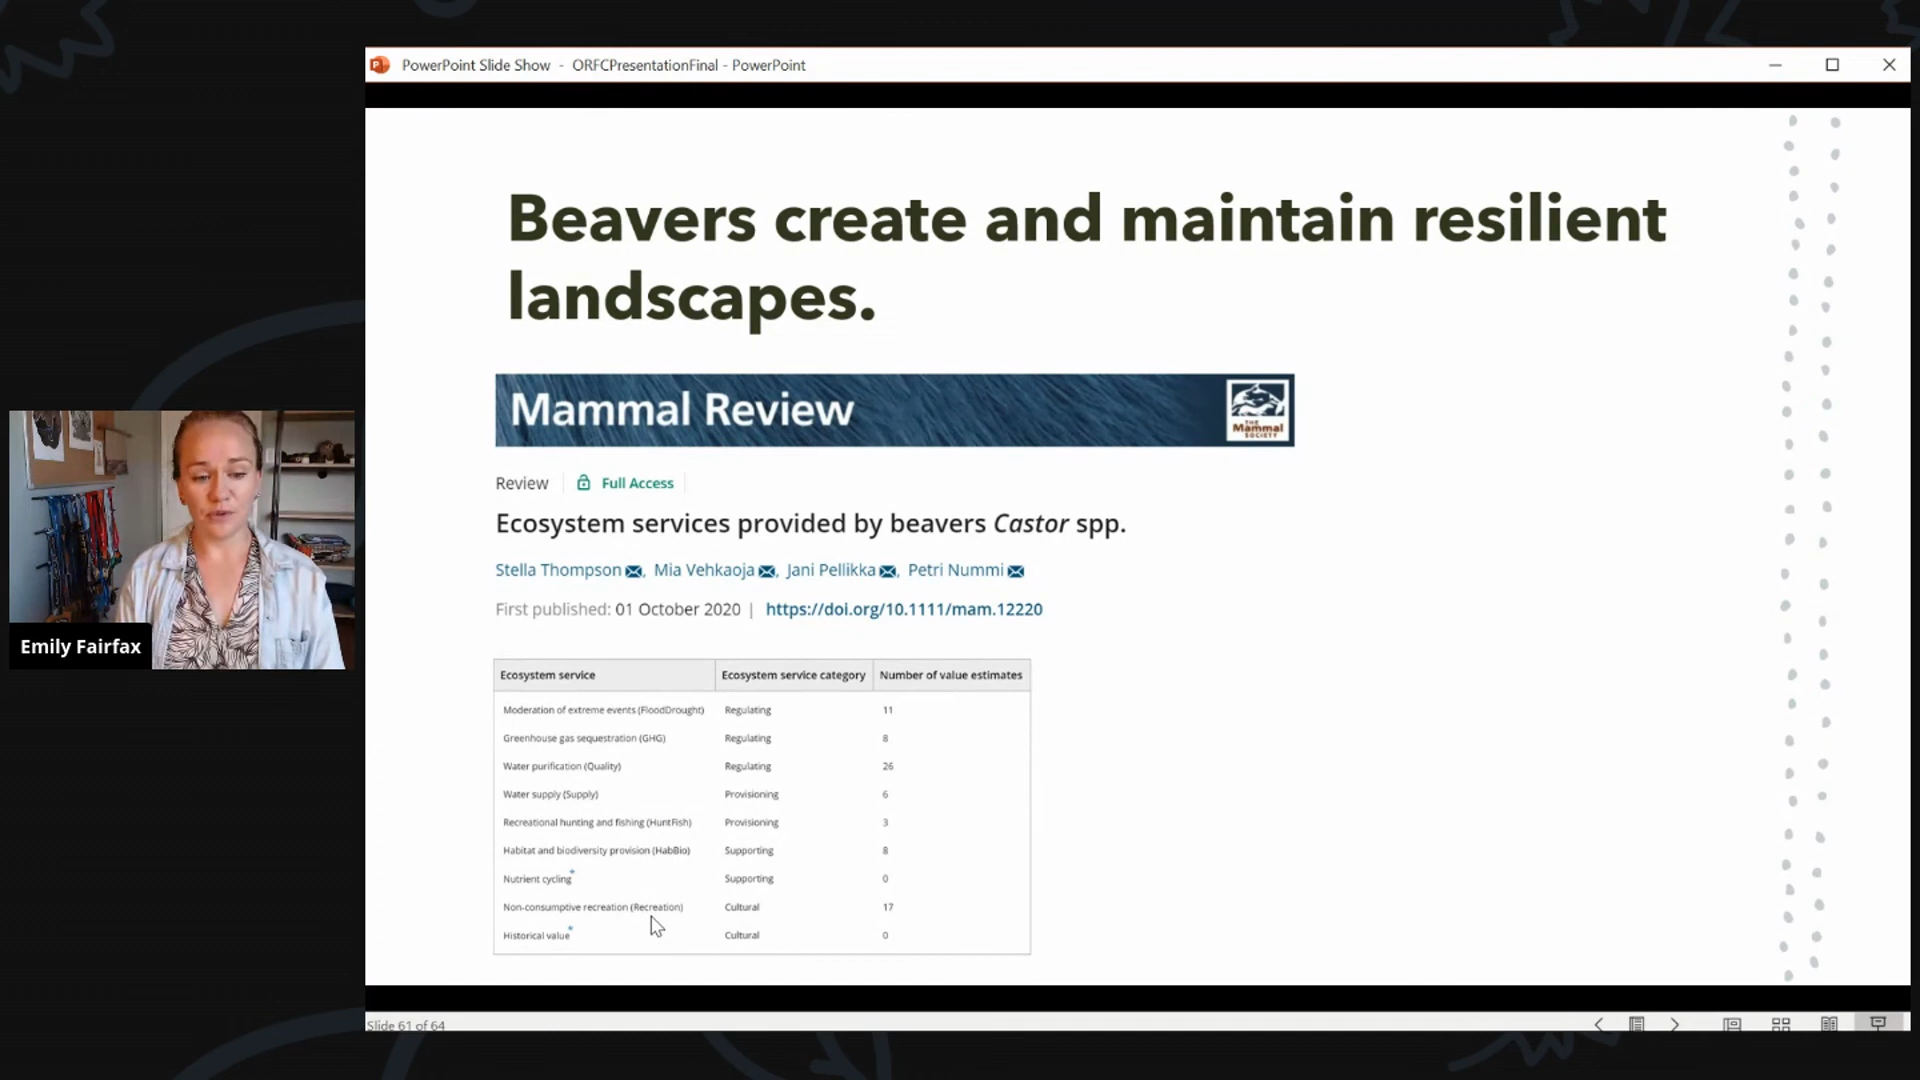 PowerPoint Slide Show - ORFCPresentationFinal - PowerPoint
Beavers create and maintain resilient
landscapes.
Mammal Review
THE
Mammal
SOCIETY
Review Full Access
Ecosystem services provided by beavers Castor spp.
Stella Thompson, Mia Vehkaoja, Jani Pellikka, Petri Nummi
First published: 01 October 2020 | https://doi.org/10.1111/mam.12220
Ecosystem service Ecosystem service category Number of value estimates
Moderation of extreme events (FloodDrought) Regulating 11
Greenhouse gas sequestration (GHG) Regulating 8
Water purification (Quality) Regulating 26
Water supply (Supply) Provisioning 6
Recreational hunting and fishing (HuntFish) Provisioning 3
Habitat and biodiversity provision (HabBio) Supporting 8
Nutrient cycling* Supporting 0
Non-consumptive recreation (Recreation) Cultural 17
Historical value* Cultural 0
Emily Fairfax
Slide 61 of 64